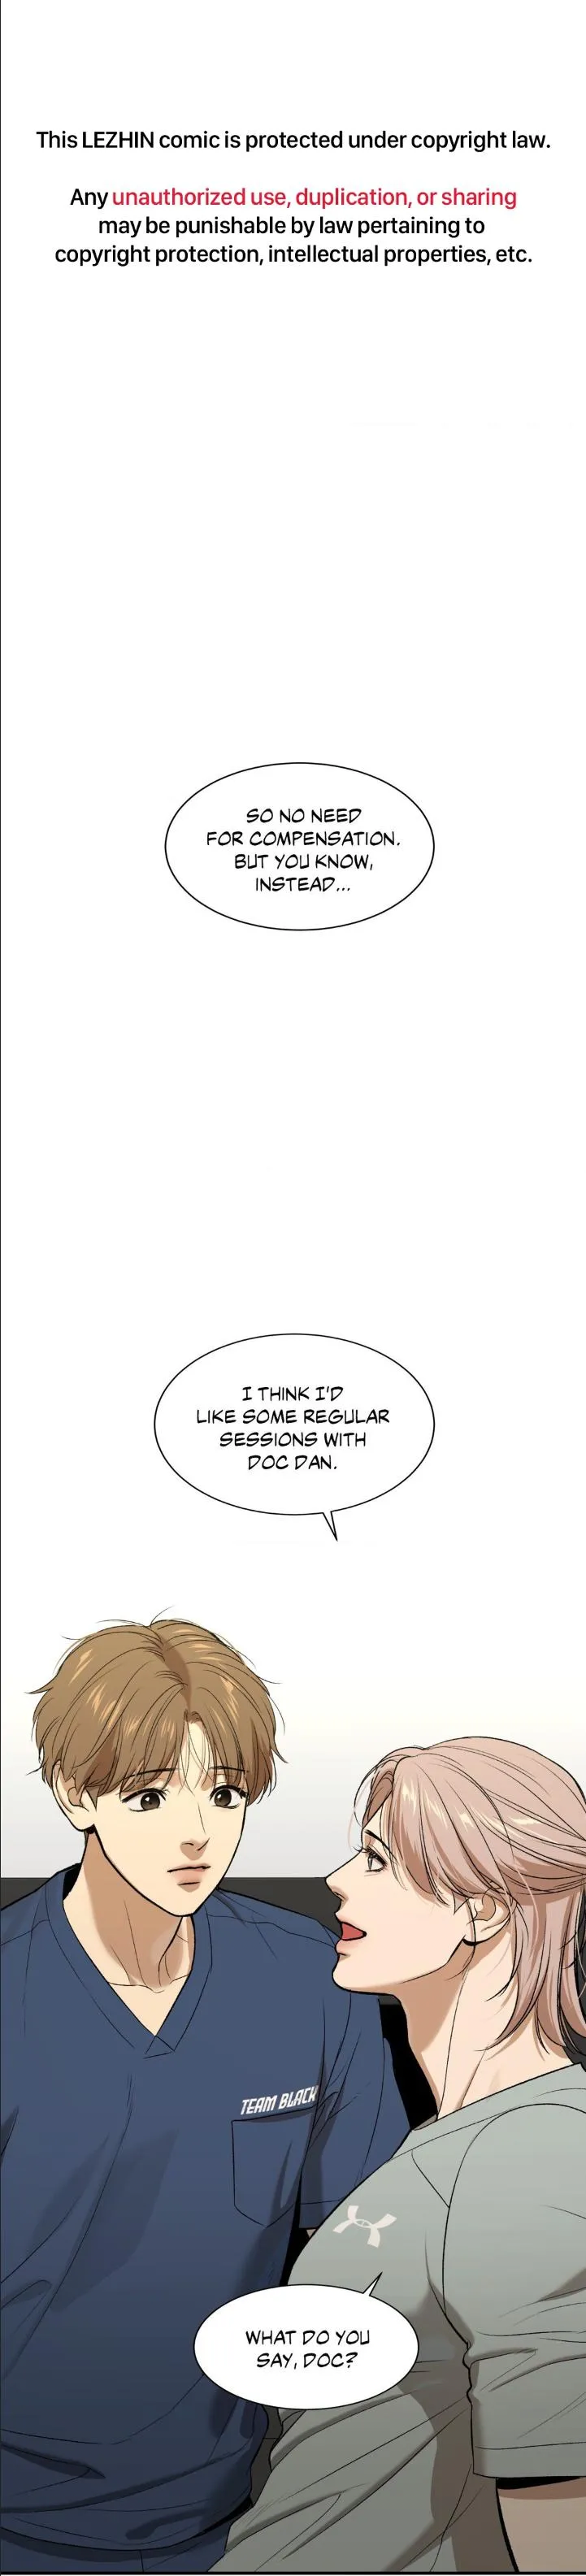 This LEZHIN comic is protected under copyright law.
Any unauthorized use, duplication, or sharing
may be punishable by law pertaining to
copyright protection, intellectual properties, etc.
SO NO NEED
FOR COMPENSATION.
BUT YOU KNOW,
INSTEAD...
I THINK I'D
LIKE SOME REGULAR
SESSIONS WITH
DOC DAN.
TEAM BLACK
WHAT DO YOU
SAY, DOC?